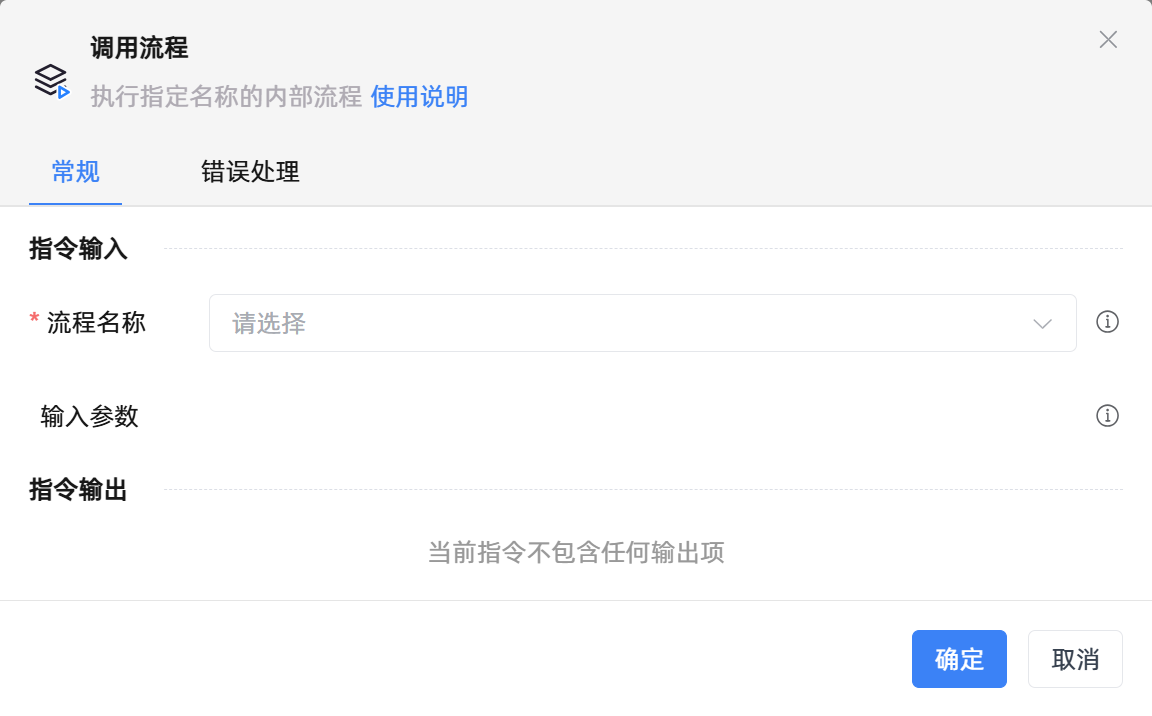 调用流程
执行指定名称的内部流程 使用说明
常规 错误处理
指令输入
* 流程名称 请选择
输入参数
指令输出
当前指令不包含任何输出项
确定 取消